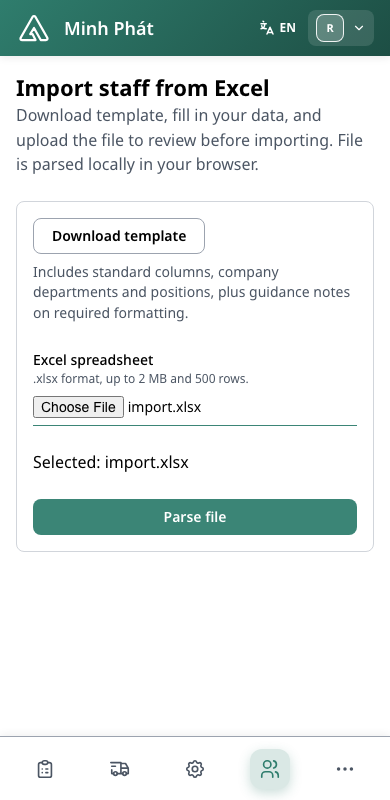 Minh Phát
EN
R
Import staff from Excel
Download template, fill in your data, and
upload the file to review before importing. File
is parsed locally in your browser.
Download template
Includes standard columns, company
departments and positions, plus guidance notes
on required formatting.
Excel spreadsheet
.xlsx format, up to 2 MB and 500 rows.
Choose File import.xlsx
Selected: import.xlsx
Parse file